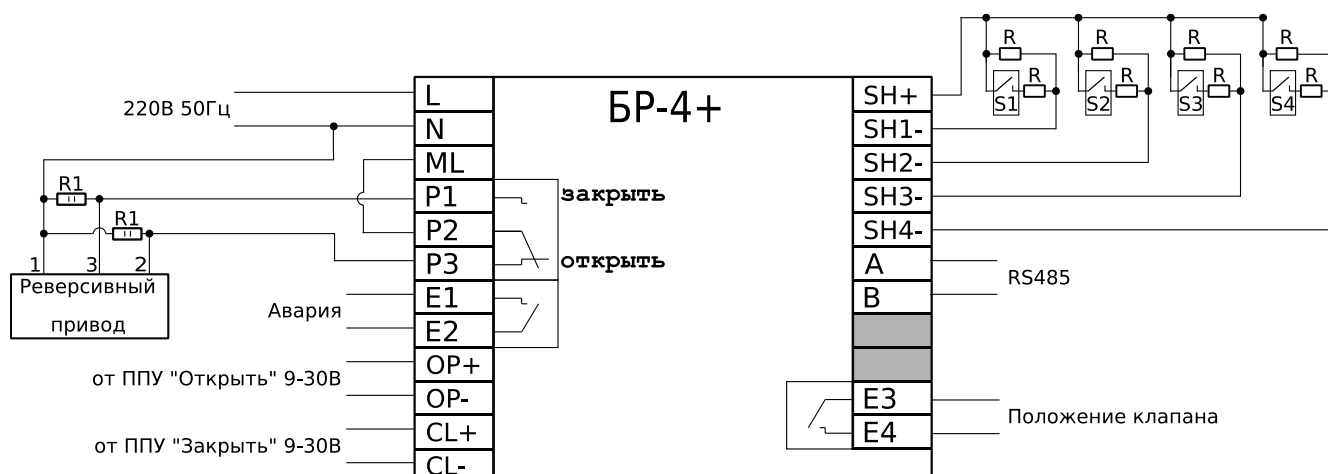 БР-4+
220В 50Гц
L
N
ML
P1
P2
P3
E1
E2
OP+
OP-
CL+
CL-
закрыть
открыть
R1
R1
1
3
2
Реверсивный
привод
Авария
от ППУ "Открыть" 9-30В
от ППУ "Закрыть" 9-30В
SH+
SH1-
SH2-
SH3-
SH4-
A
B
E3
E4
R
R
R
R
R
R
R
R
S1
S2
S3
S4
RS485
Положение клапана